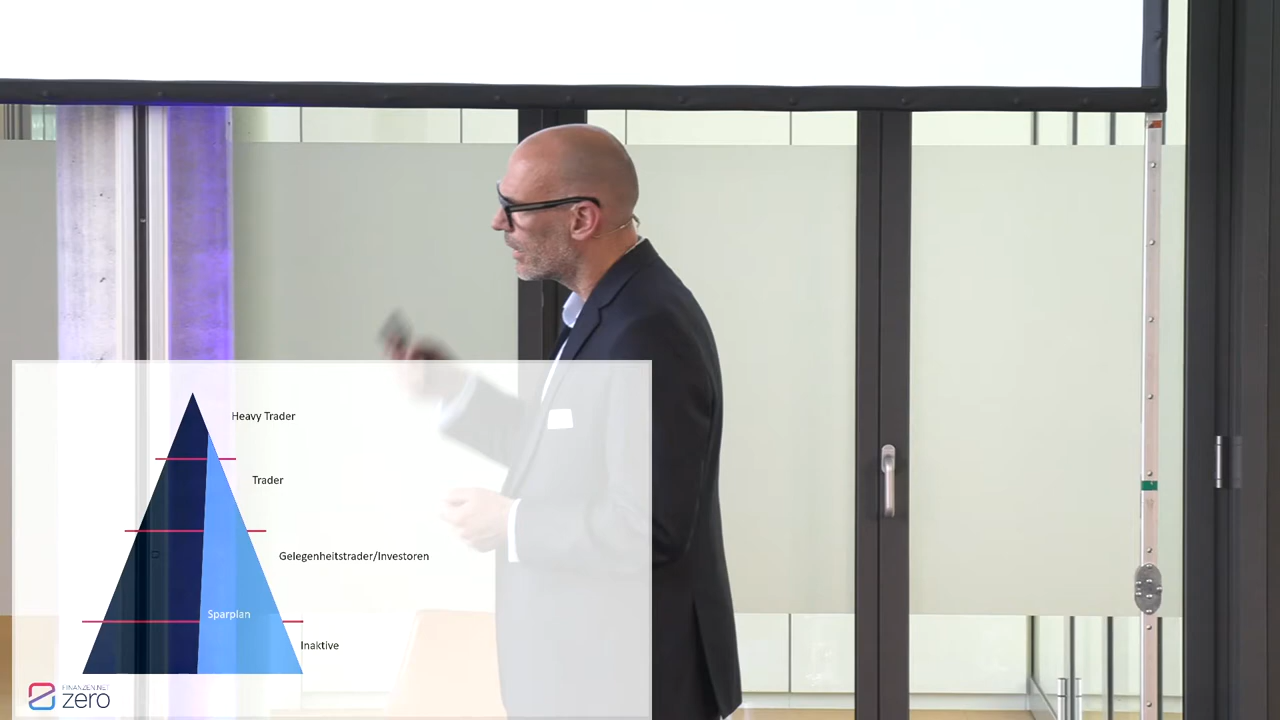 Heavy Trader
Trader
Gelegenheitstrader/Investoren
Sparplan
Inaktive
FINANZEN.NET
zero